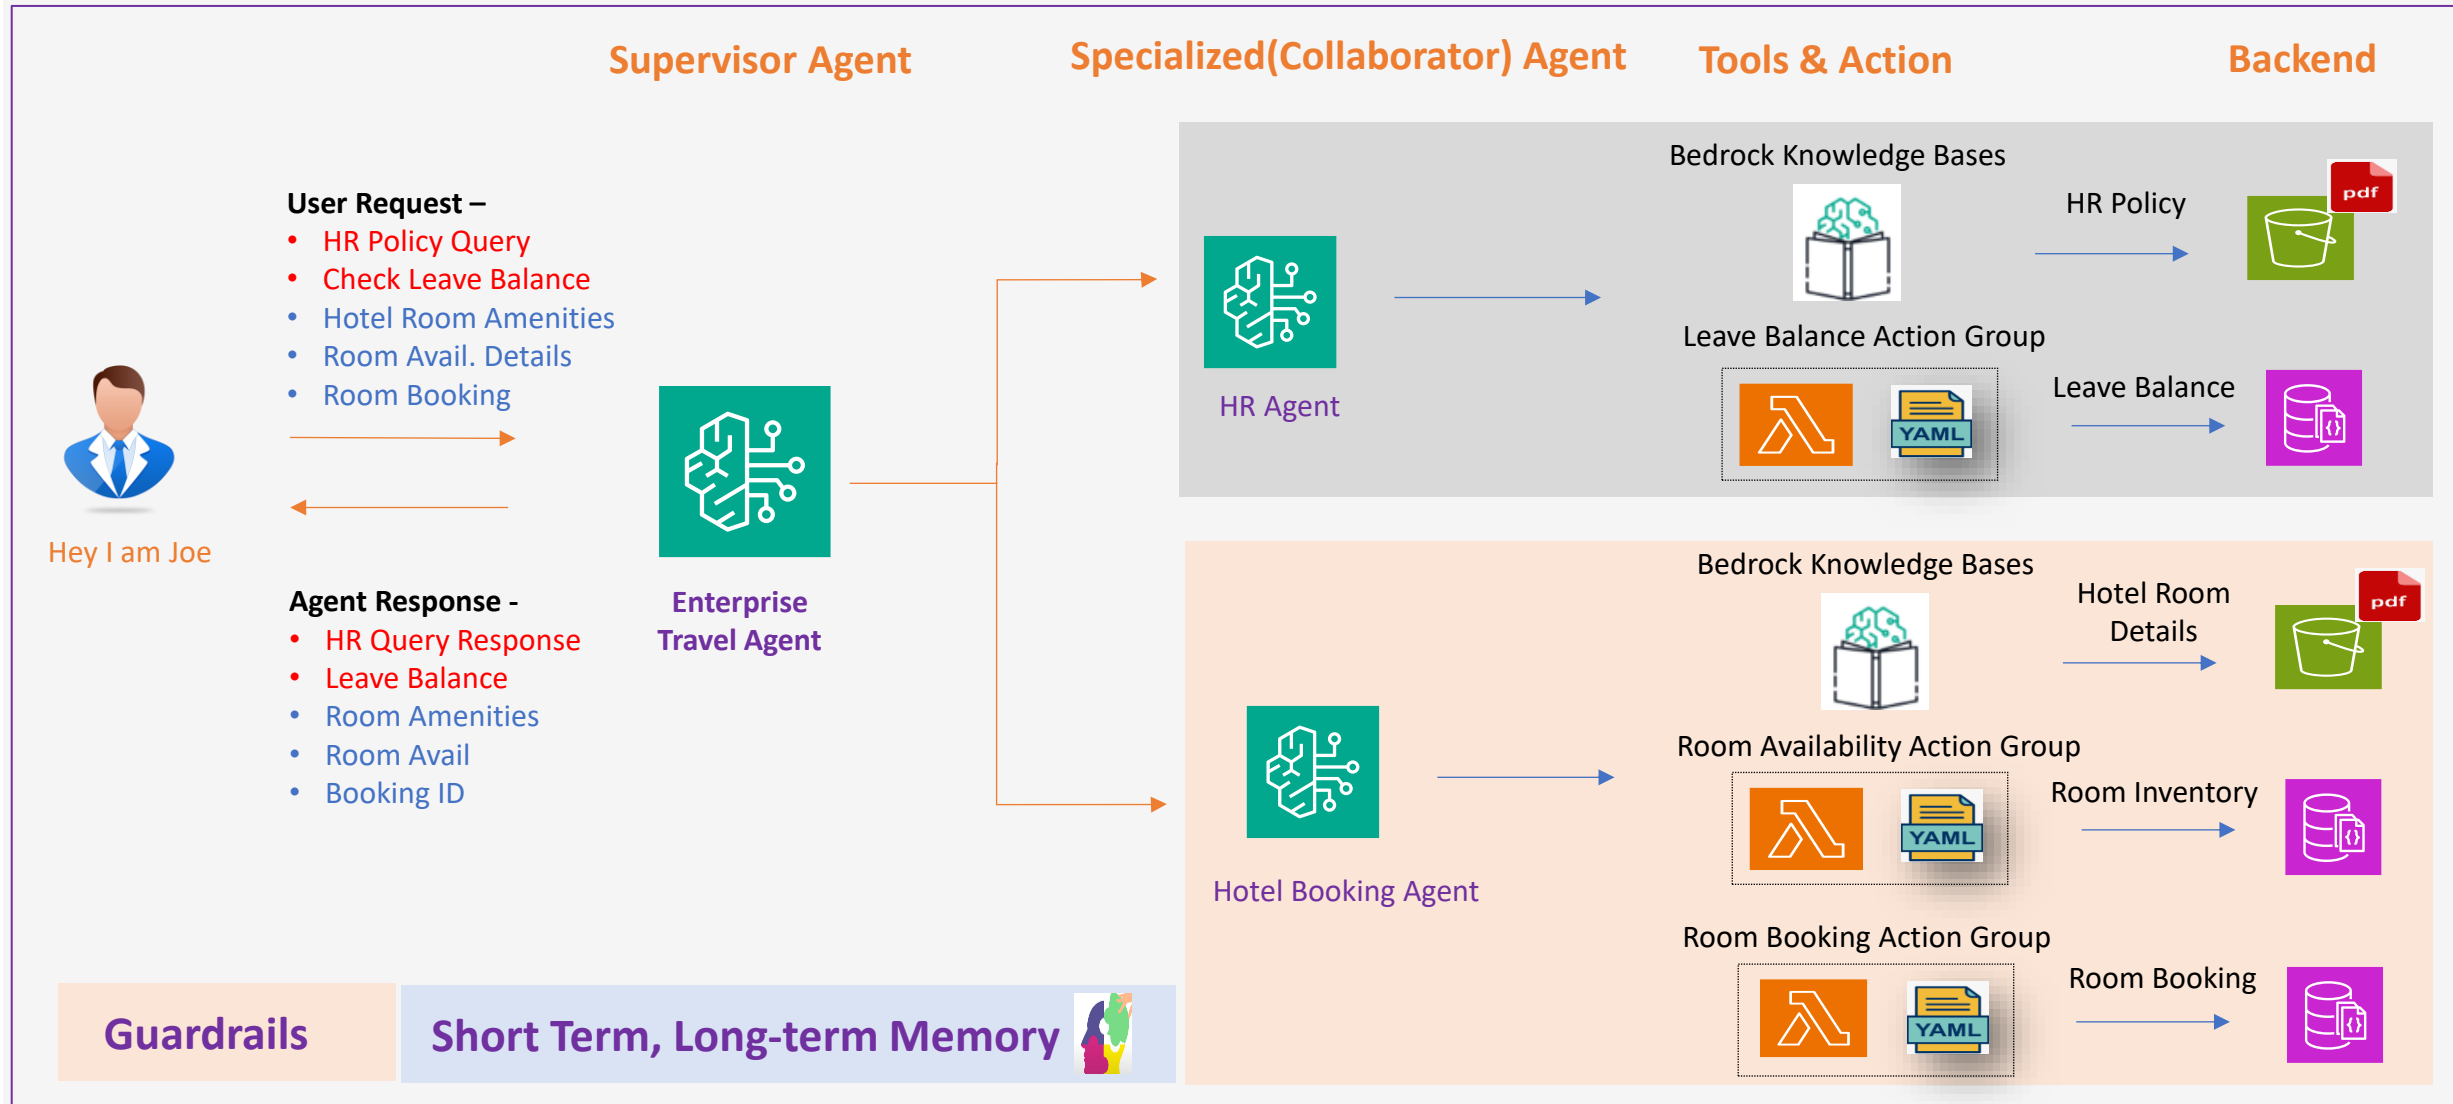 Supervisor Agent
Specialized(Collaborator) Agent
Tools & Action
Backend
User Request –
• HR Policy Query
• Check Leave Balance
• Hotel Room Amenities
• Room Avail. Details
• Room Booking
Hey I am Joe
Agent Response -
• HR Query Response
• Leave Balance
• Room Amenities
• Room Avail
• Booking ID
Enterprise
Travel Agent
HR Agent
Bedrock Knowledge Bases
HR Policy
pdf
Leave Balance Action Group
YAML
Leave Balance
{}
Hotel Booking Agent
Bedrock Knowledge Bases
Hotel Room
Details
pdf
Room Availability Action Group
YAML
Room Inventory
{}
Room Booking Action Group
YAML
Room Booking
{}
Guardrails
Short Term, Long-term Memory